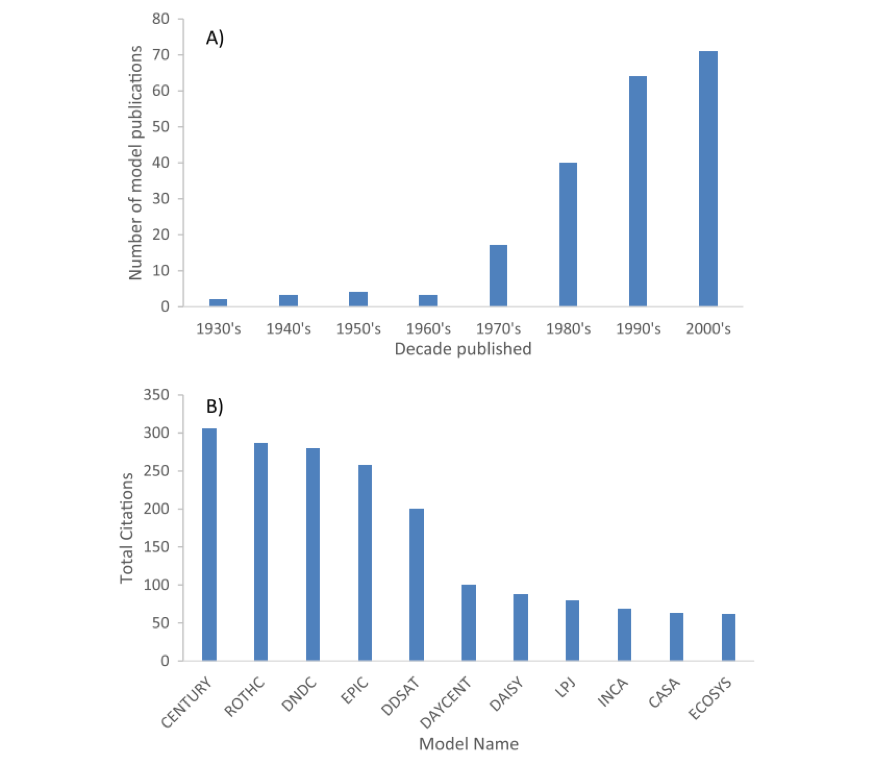 A)
Number of model publications
80
70
60
50
40
30
20
10
0
1930's 1940's 1950's 1960's 1970's 1980's 1990's 2000's
Decade published
B)
Total Citations
350
300
250
200
150
100
50
0
CENTURY ROTHC DNDC EPIC DDSAT DAYCENT DAISY LPJ INCA CASA ECOSYS
Model Name